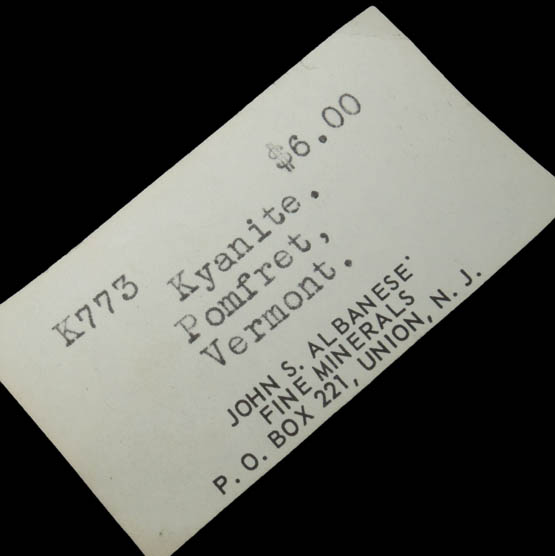 $6.00
K773 Kyanite.
Pomfret,
Vermont.
JOHN S. ALBANESE
FINE MINERALS
P. O. BOX 221, UNION, N. J.